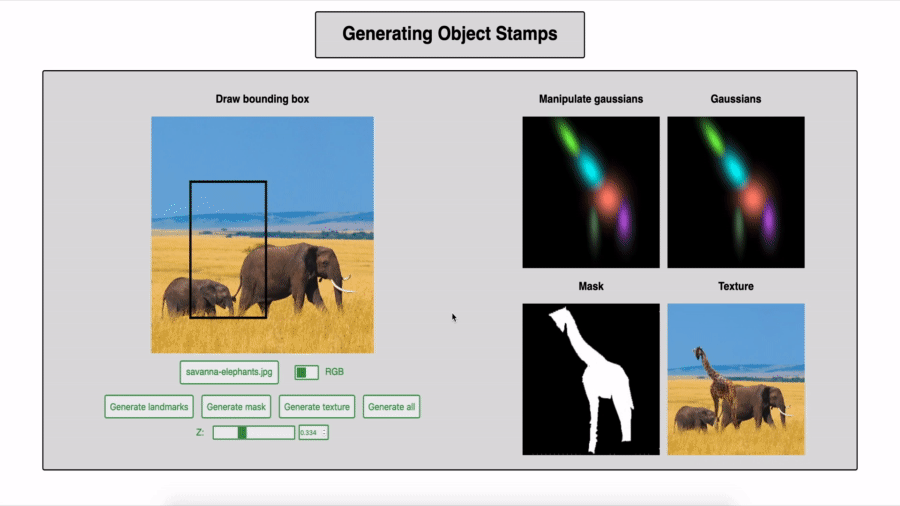 Generating Object Stamps
Draw bounding box
Manipulate gaussians
Gaussians
Mask
Texture
savanna-elephants.jpg
RGB
Generate landmarks
Generate mask
Generate texture
Generate all
Z:
0.334